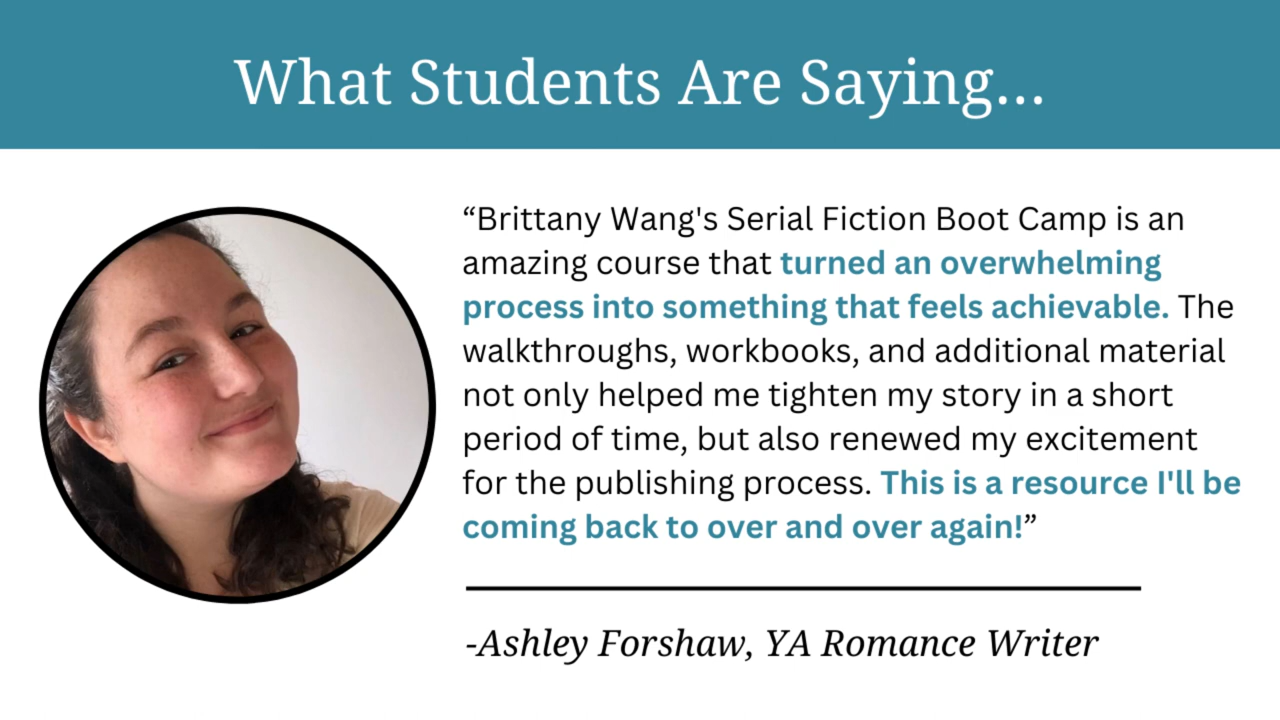 What Students Are Saying...
“Brittany Wang's Serial Fiction Boot Camp is an
amazing course that turned an overwhelming
process into something that feels achievable. The
walkthroughs, workbooks, and additional material
not only helped me tighten my story in a short
period of time, but also renewed my excitement
for the publishing process. This is a resource I'll be
coming back to over and over again!”
-Ashley Forshaw, YA Romance Writer